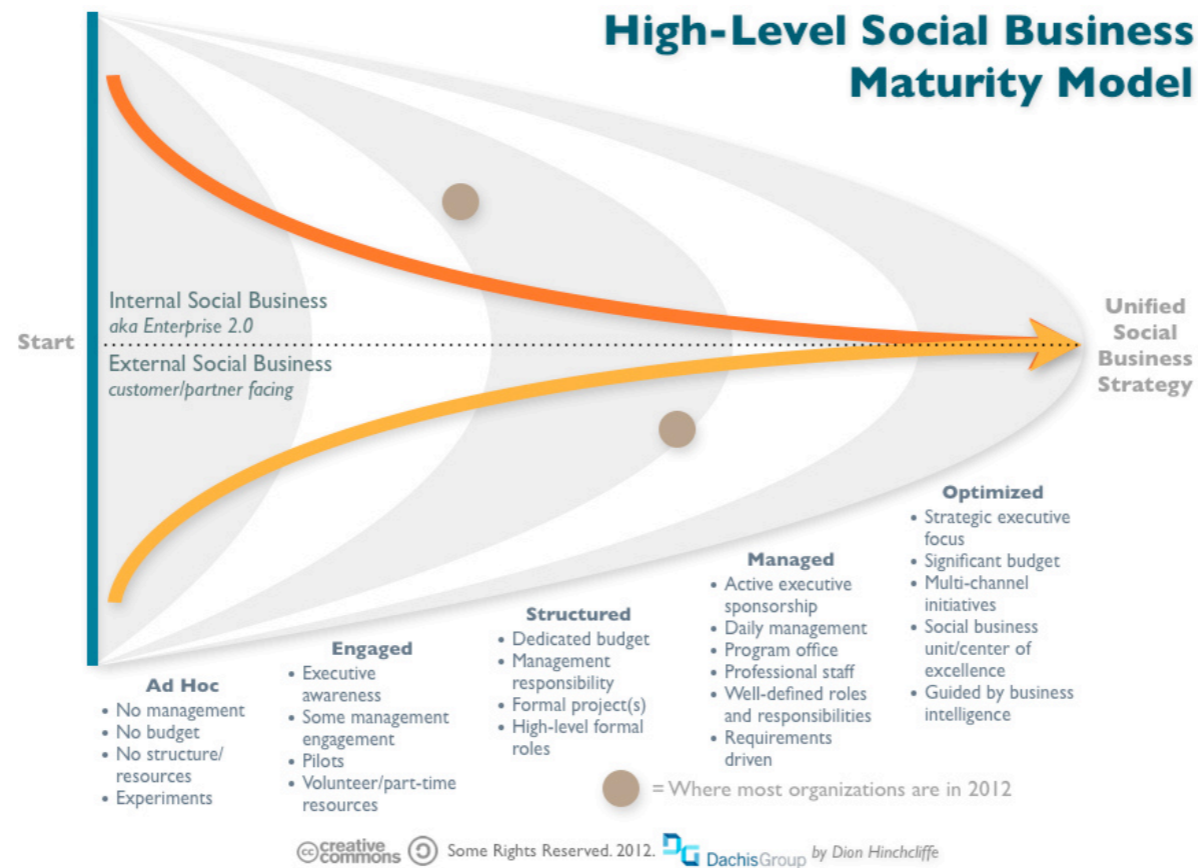 High-Level Social Business
Maturity Model
Internal Social Business
aka Enterprise 2.0
Start
External Social Business
customer/partner facing
Unified
Social
Business
Strategy
Ad Hoc
• No management
• No budget
• No structure/
resources
• Experiments
Engaged
• Executive
awareness
• Some management
engagement
• Pilots
• Volunteer/part-time
resources
Structured
• Dedicated budget
• Management
responsibility
• Formal project(s)
• High-level formal
roles
Managed
• Active executive
sponsorship
• Daily management
• Program office
• Professional staff
• Well-defined roles
and responsibilities
• Requirements
driven
Optimized
• Strategic executive
focus
• Significant budget
• Multi-channel
initiatives
• Social business
unit/center of
excellence
• Guided by business
intelligence
= Where most organizations are in 2012
cc creative
commons
Some Rights Reserved. 2012.
DachisGroup
by Dion Hinchcliffe